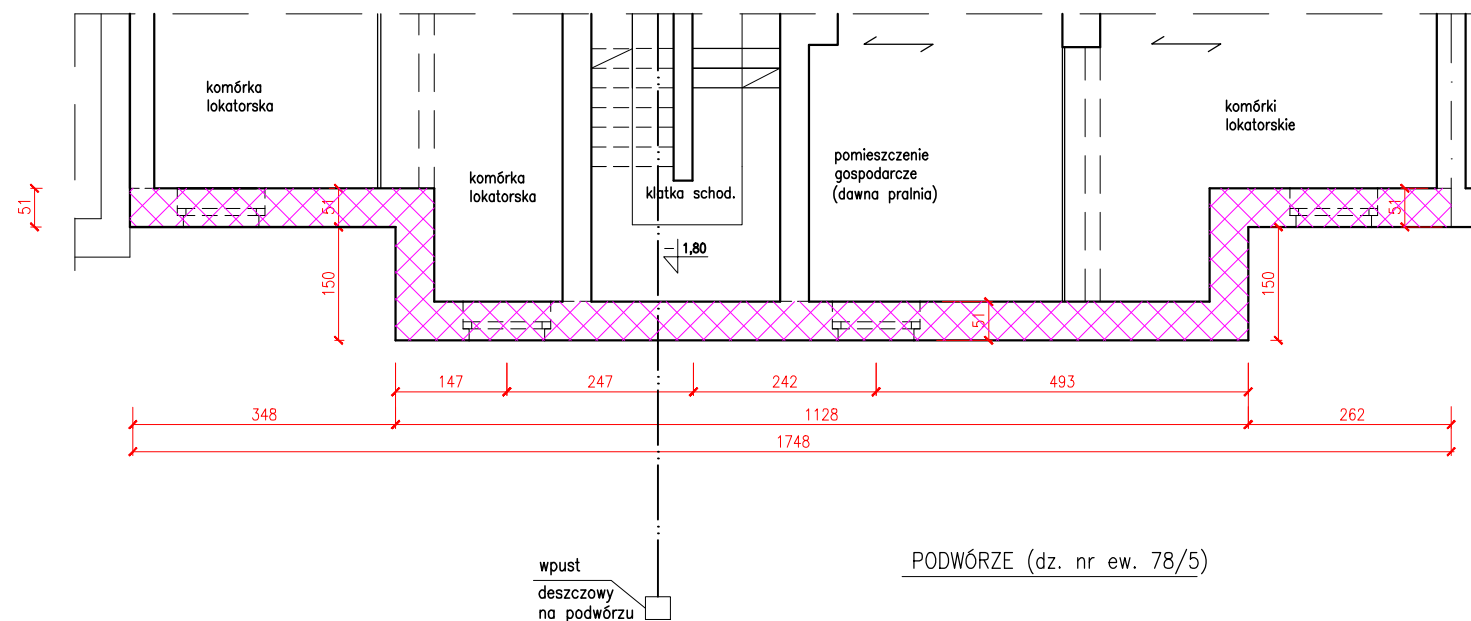 komórka
lokatorska
komórka
lokatorska
klatka schod.
pomieszczenie
gospodarcze
(dawna pralnia)
komórki
lokatorskie
51
51
51
51
150
150
1,80
147
247
242
493
348
1128
262
1748
wpust
deszczowy
na podwórzu
PODWÓRZE (dz. nr ew. 78/5)